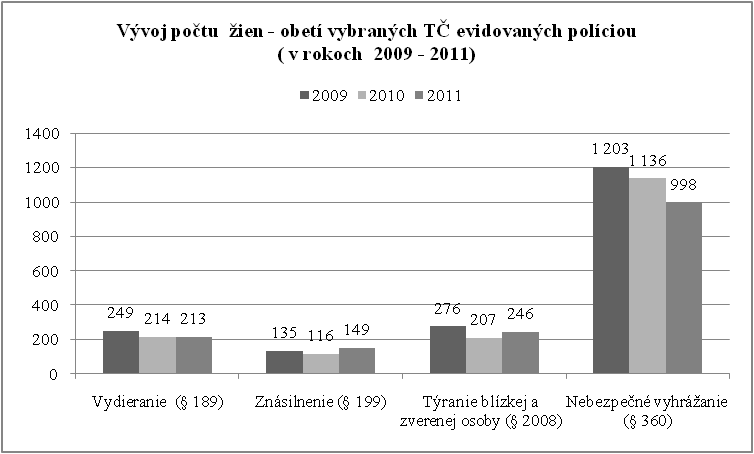 Vývoj počtu žien - obetí vybraných TČ evidovaných políciou
( v rokoch 2009 - 2011)
2009 2010 2011
1400
1200
1000
800
600
400
200
0
249 214 213
135 116 149
276 207 246
1 203 1 136 998
Vydieranie (§ 189)
Znásilnenie (§ 199)
Týranie blízkej a
zverenej osoby (§ 2008)
Nebezpečné vyhrážanie
(§ 360)